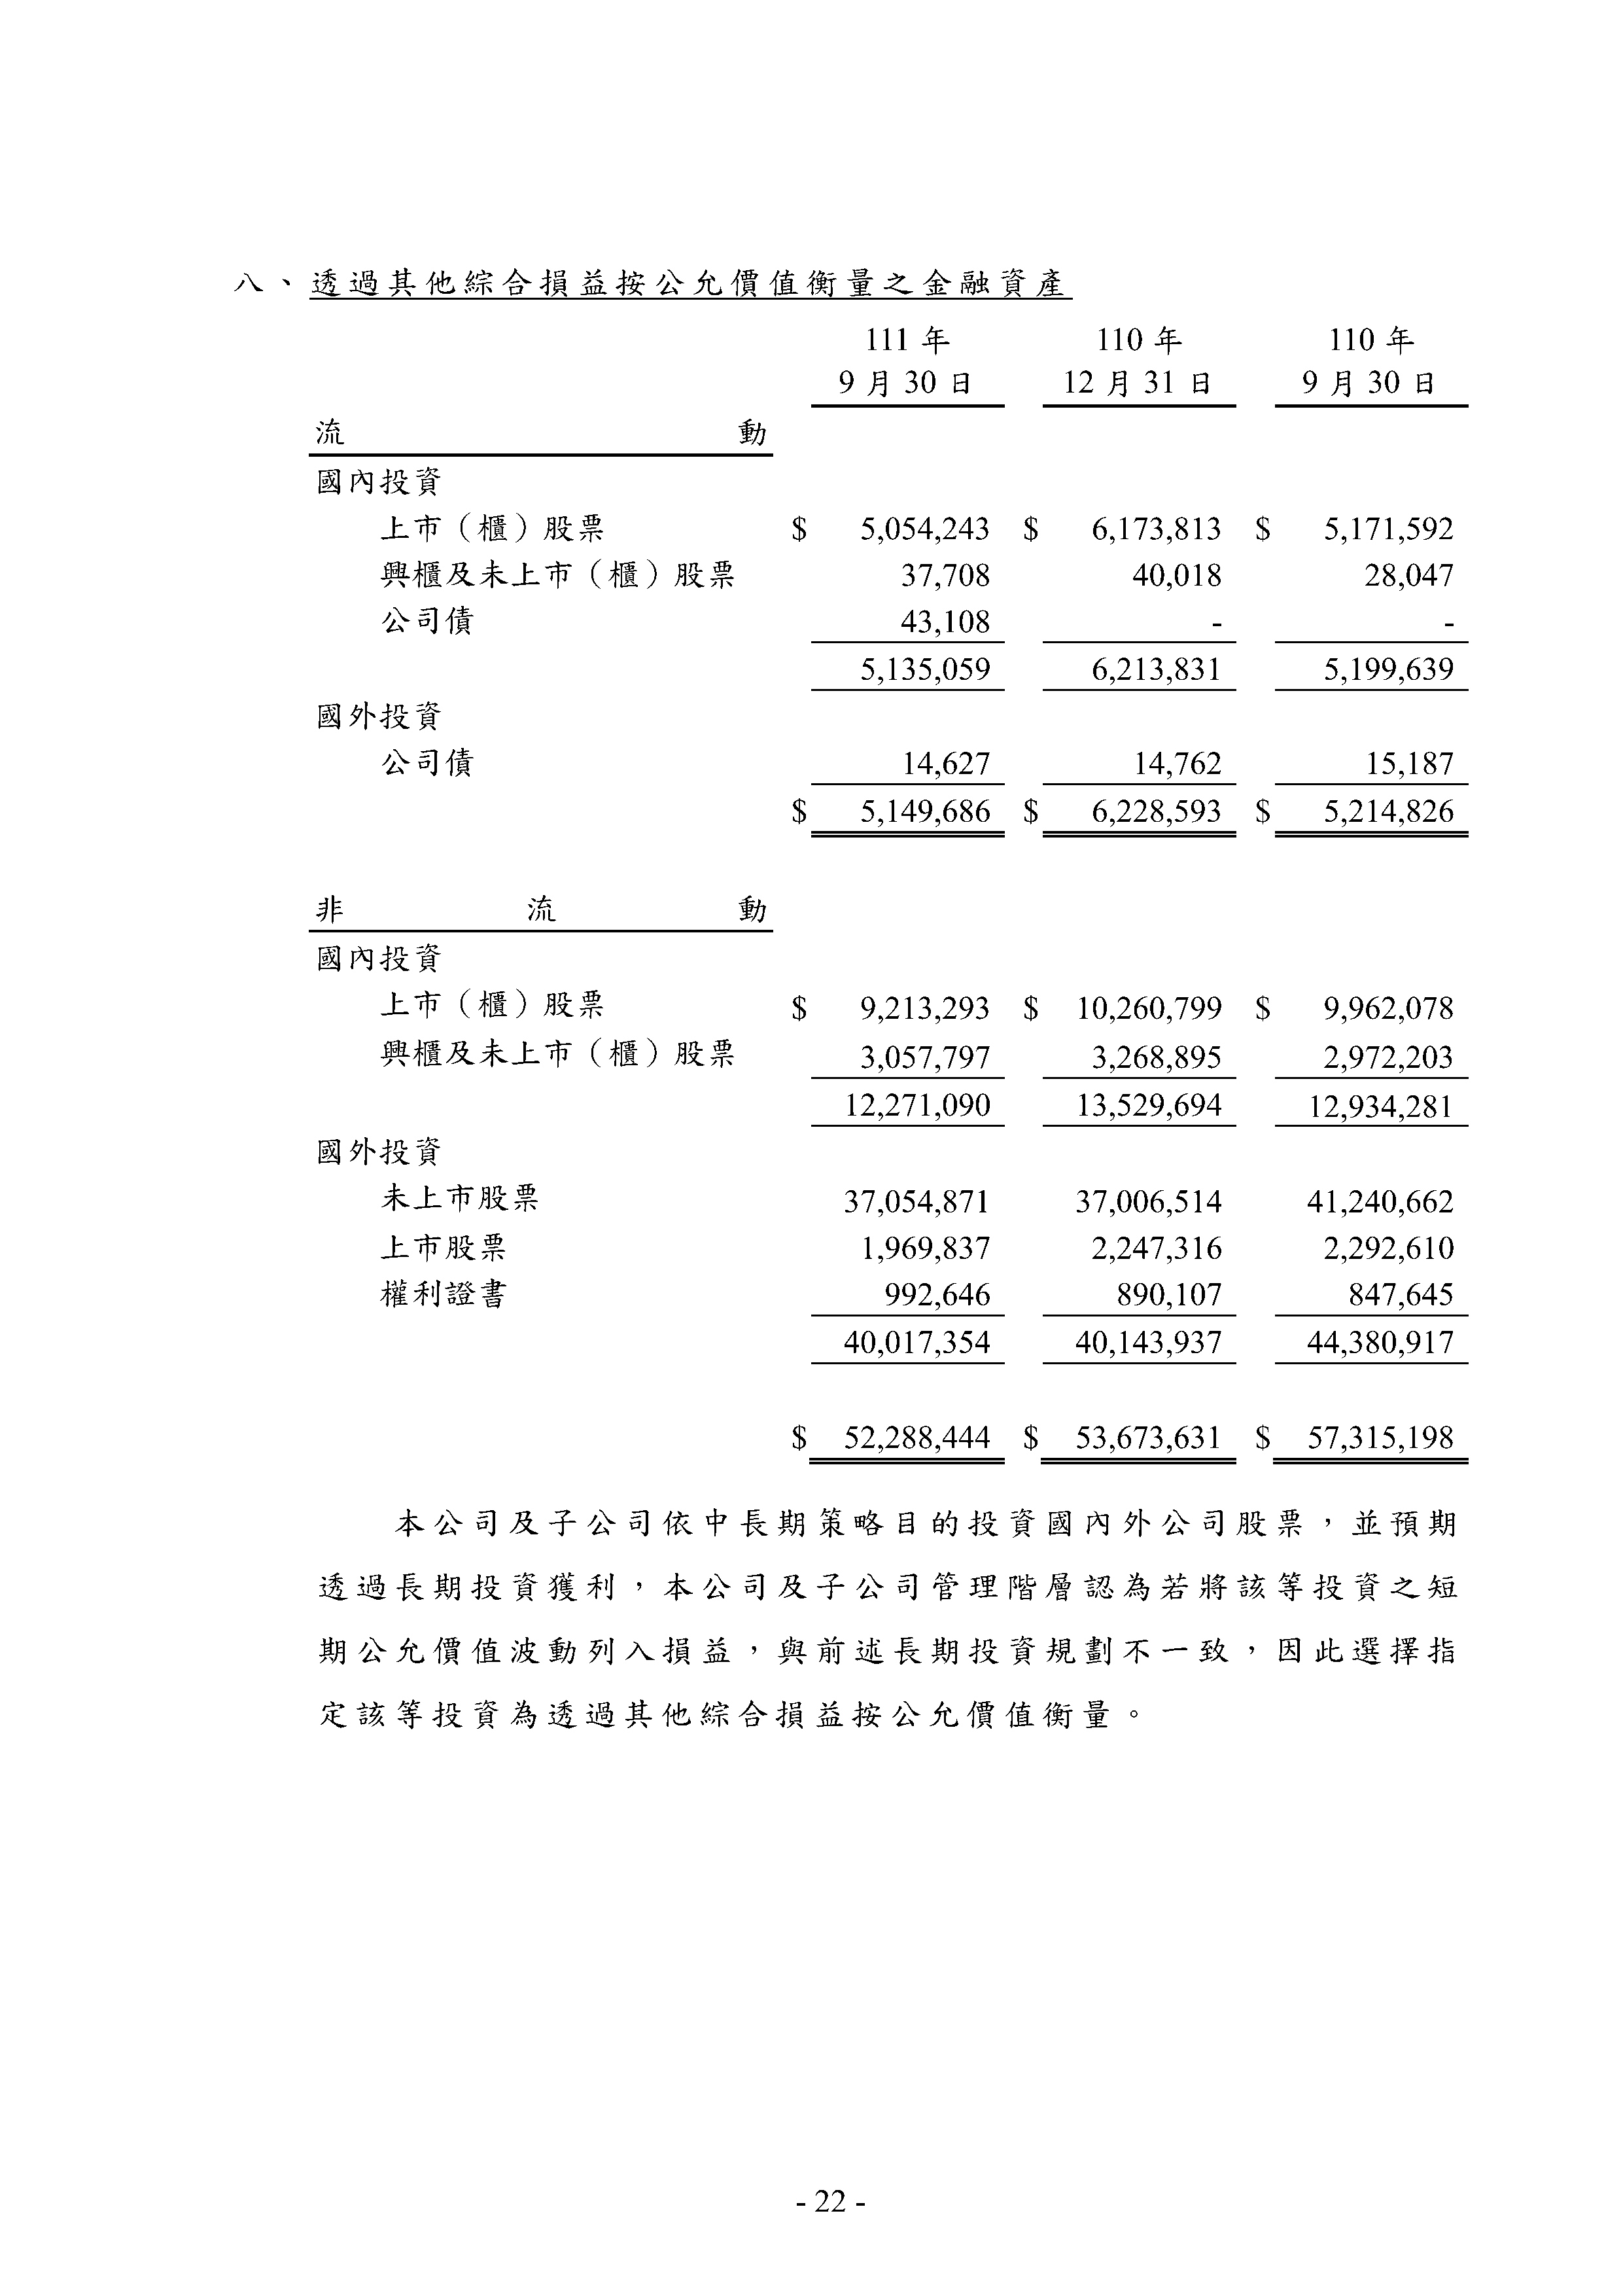 八、透過其他綜合損益按公允價值衡量之金融資產
111 年 110 年 110 年
9 月 30 日 12 月 31 日 9 月 30 日
流動
國內投資
上市（櫃）股票 $ 5,054,243 $ 6,173,813 $ 5,171,592
興櫃及未上市（櫃）股票 37,708 40,018 28,047
公司債 43,108 - -
5,135,059 6,213,831 5,199,639
國外投資
公司債 14,627 14,762 15,187
$ 5,149,686 $ 6,228,593 $ 5,214,826
非流動
國內投資
上市（櫃）股票 $ 9,213,293 $ 10,260,799 $ 9,962,078
興櫃及未上市（櫃）股票 3,057,797 3,268,895 2,972,203
12,271,090 13,529,694 12,934,281
國外投資
未上市股票 37,054,871 37,006,514 41,240,662
上市股票 1,969,837 2,247,316 2,292,610
權利證書 992,646 890,107 847,645
40,017,354 40,143,937 44,380,917
$ 52,288,444 $ 53,673,631 $ 57,315,198
本公司及子公司依中長期策略目的投資國內外公司股票，並預期
透過長期投資獲利，本公司及子公司管理階層認為若將該等投資之短
期公允價值波動列入損益，與前述長期投資規劃不一致，因此選擇指
定該等投資為透過其他綜合損益按公允價值衡量。
- 22 -